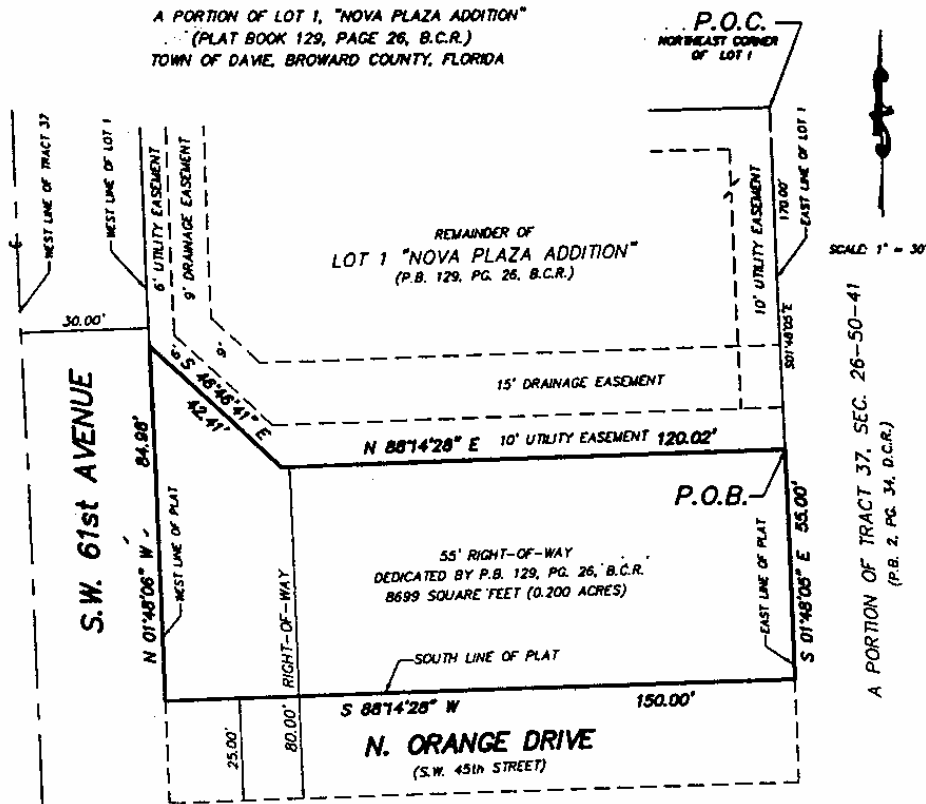 A PORTION OF LOT 1, "NOVA PLAZA ADDITION"
(PLAT BOOK 129, PAGE 26, B.C.R.)
TOWN OF DAVIE, BROWARD COUNTY, FLORIDA
P.O.C.
NORTHEAST CORNER
OF LOT 1
WEST LINE OF TRACT 37
WEST LINE OF LOT 1
6' UTILITY EASEMENT
9' DRAINAGE EASEMENT
REMAINDER OF
LOT 1 "NOVA PLAZA ADDITION"
(P.B. 129, PG. 26, B.C.R.)
10' UTILITY EASEMENT
170.00'
EAST LINE OF LOT 1
S01°48'05"E
SCALE: 1" = 30'
30.00'
6'
9'
S 46°46'41" E
42.41'
15' DRAINAGE EASEMENT
N 88°14'28" E
10' UTILITY EASEMENT
120.02'
S.W. 61st AVENUE
84.98'
N 01°48'06" W
WEST LINE OF PLAT
P.O.B.
55' RIGHT-OF-WAY
DEDICATED BY P.B. 129, PG. 26, B.C.R.
8699 SQUARE FEET (0.200 ACRES)
RIGHT-OF-WAY
80.00'
EAST LINE OF PLAT
S 01°48'05" E 55.00'
A PORTION OF TRACT 37, SEC. 26-50-41
(P.B. 2, PG. 34, D.C.R.)
SOUTH LINE OF PLAT
S 88°14'28" W
150.00'
25.00'
N. ORANGE DRIVE
(S.W. 45th STREET)